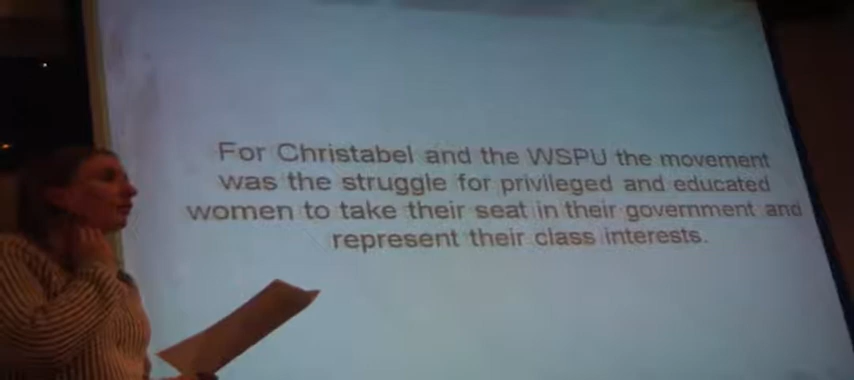 For Christabel and the WSPU the movement
was the struggle for privileged and educated
women to take their seat in their government and
represent their class interests.